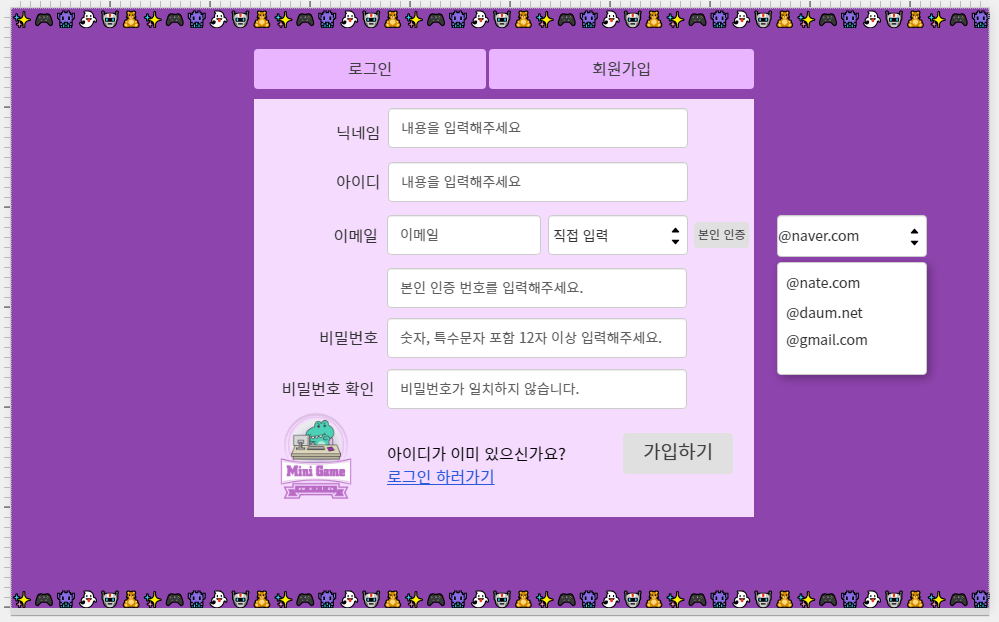 로그인
회원가입
닉네임
내용을 입력해주세요
아이디
내용을 입력해주세요
이메일
이메일
직접 입력
본인 인증
@naver.com
@nate.com
@daum.net
@gmail.com
본인 인증 번호를 입력해주세요.
비밀번호
숫자, 특수문자 포함 12자 이상 입력해주세요.
비밀번호 확인
비밀번호가 일치하지 않습니다.
Mini Game
아이디가 이미 있으신가요?
로그인 하러가기
가입하기